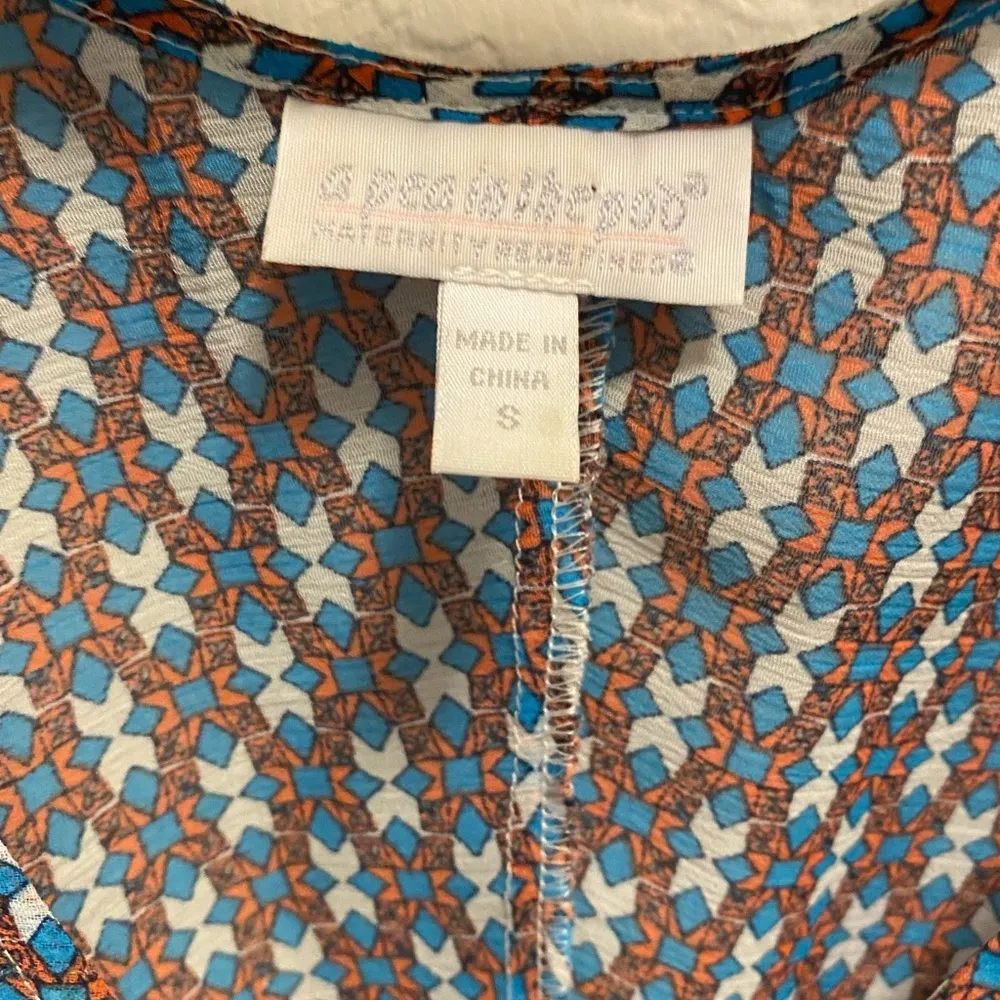 a pea in the pod®
MATERNITY REDEFINED®
MADE IN
CHINA
S